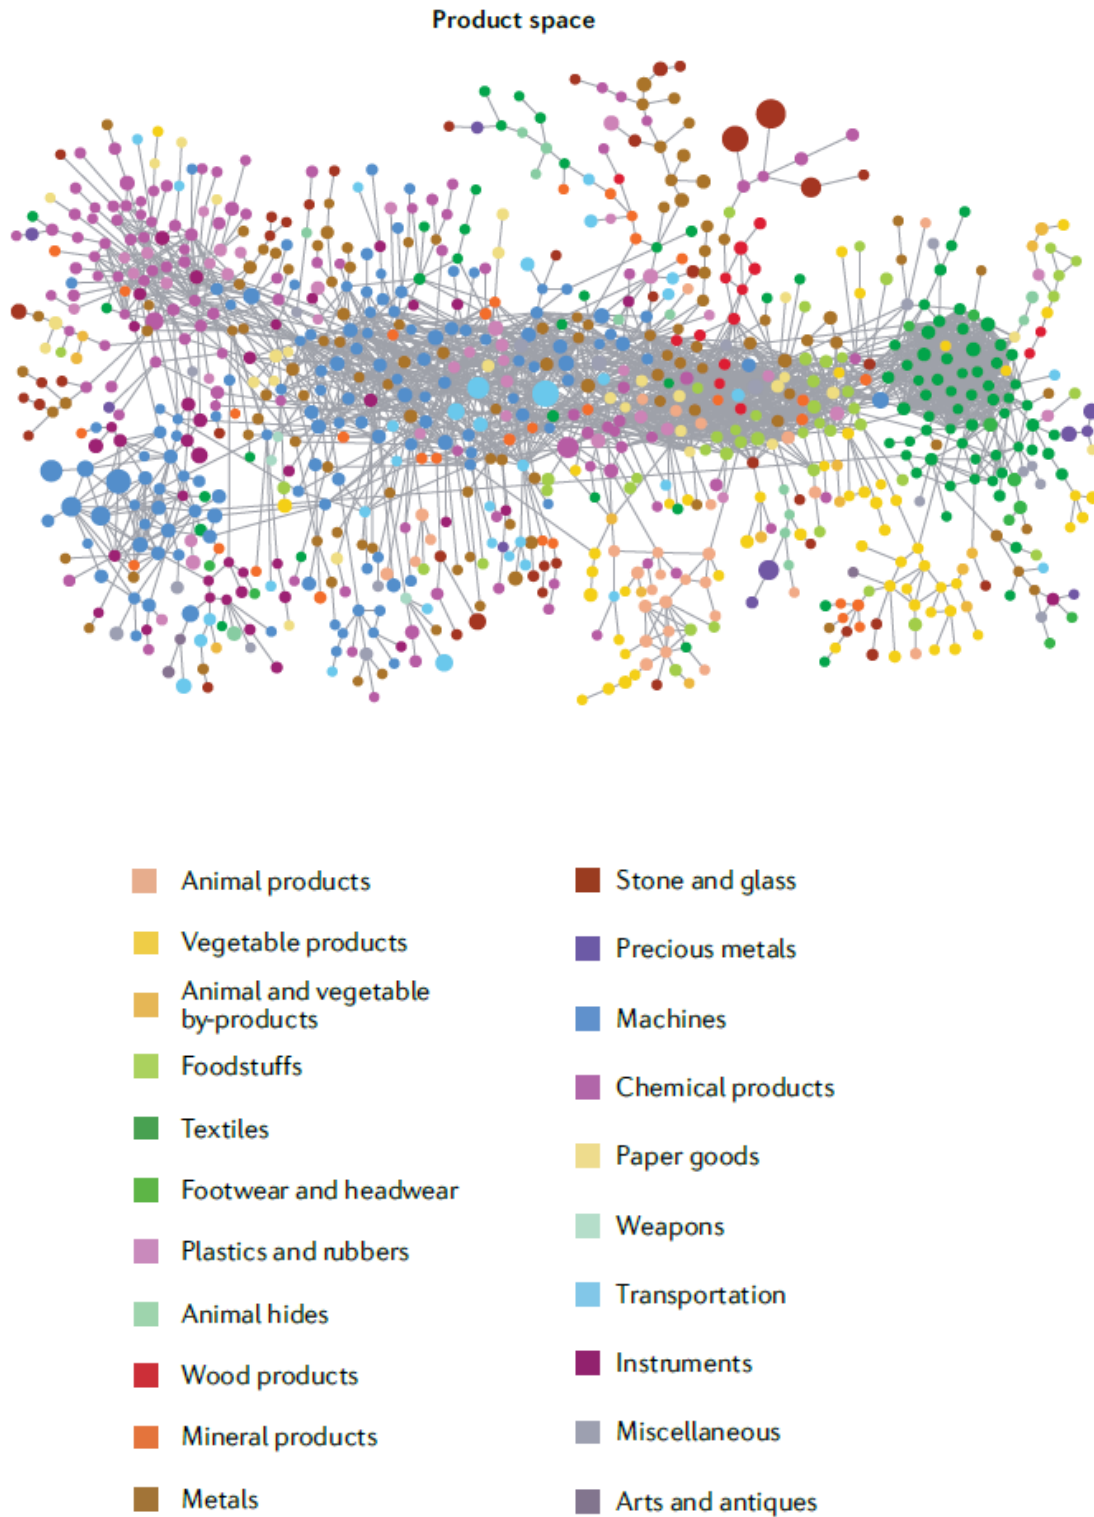 Product space
Animal products
Vegetable products
Animal and vegetable
by-products
Foodstuffs
Textiles
Footwear and headwear
Plastics and rubbers
Animal hides
Wood products
Mineral products
Metals
Stone and glass
Precious metals
Machines
Chemical products
Paper goods
Weapons
Transportation
Instruments
Miscellaneous
Arts and antiques